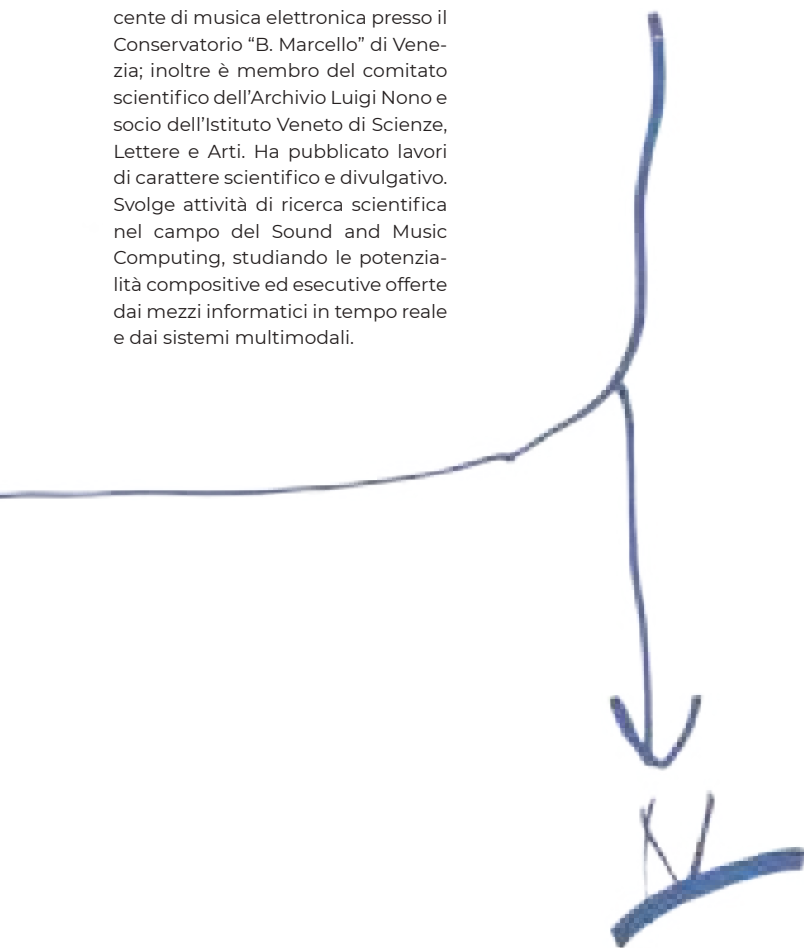 cente di musica elettronica presso il
Conservatorio “B. Marcello” di Vene-
zia; inoltre è membro del comitato
scientifico dell’Archivio Luigi Nono e
socio dell’Istituto Veneto di Scienze,
Lettere e Arti. Ha pubblicato lavori
di carattere scientifico e divulgativo.
Svolge attività di ricerca scientifica
nel campo del Sound and Music
Computing, studiando le potenzia-
lità compositive ed esecutive offerte
dai mezzi informatici in tempo reale
e dai sistemi multimodali.